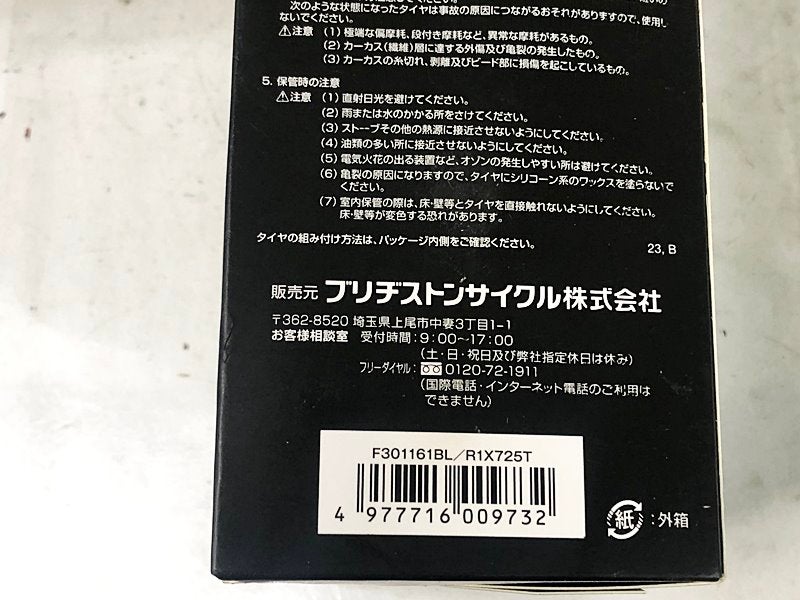 次のような状態になったタイヤは事故の原因につながるおそれがありますので、使用し
ないでください。
⚠注意 (1) 極端な偏摩耗、段付き摩耗など、異常な摩耗があるもの。
(2) カーカス(繊維)層に達する外傷及び亀裂の発生したもの。
(3) カーカスの糸切れ、剥離及びビード部に損傷を起こしているもの。
5. 保管時の注意
⚠注意 (1) 直射日光を避けてください。
(2) 雨または水のかかる所をさけてください。
(3) ストーブその他の熱源に接近させないようにしてください。
(4) 油類の多い所に接近させないようにしてください。
(5) 電気火花の出る装置など、オゾンの発生しやすい所は避けてください。
(6) 亀裂の原因になりますので、タイヤにシリコーン系のワックスを塗らないで
ください。
(7) 室内保管の際は、床・壁等とタイヤを直接触れないようにしてください。
床・壁等が変色する恐れがあります。
タイヤの組み付け方法は、パッケージ内側をご確認ください。
23, B
販売元 ブリヂストンサイクル株式会社
〒362-8520 埼玉県上尾市中妻3丁目1-1
お客様相談室 受付時間:9:00〜17:00
(土・日・祝日及び弊社指定休日は休み)
フリーダイヤル:0120-72-1911
(国際電話・インターネット電話のご利用は
できません)
F301161BL/R1X725T
4 977716 009732
紙:外箱